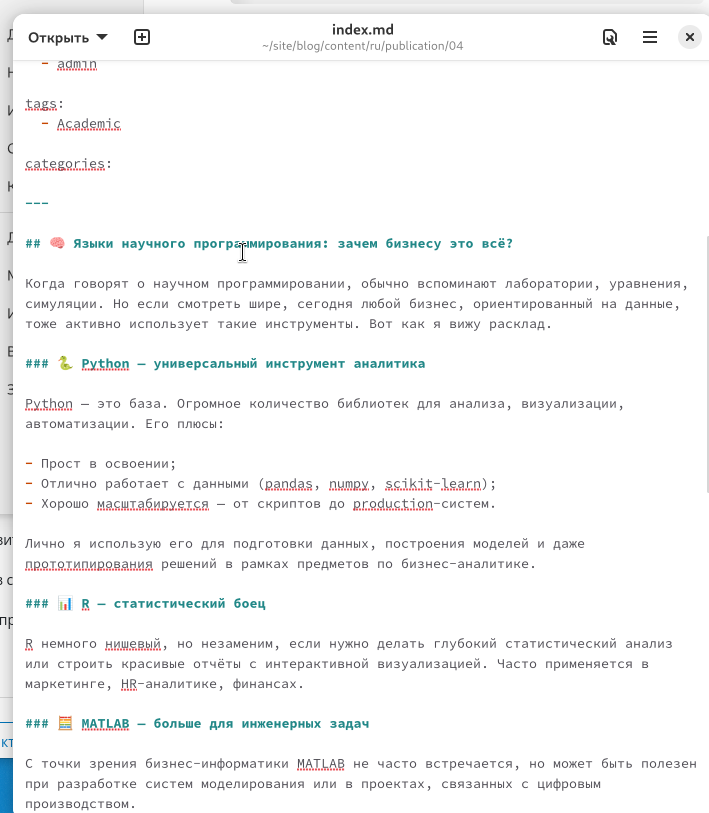 Открыть
index.md
~/site/blog/content/ru/publication/04
- admin
tags:
- Academic
categories:
---
## 🧠 Языки научного программирования: зачем бизнесу это всё?
Когда говорят о научном программировании, обычно вспоминают лаборатории, уравнения,
симуляции. Но если смотреть шире, сегодня любой бизнес, ориентированный на данные,
тоже активно использует такие инструменты. Вот как я вижу расклад.
### 🐍 Python — универсальный инструмент аналитика
Python — это база. Огромное количество библиотек для анализа, визуализации,
автоматизации. Его плюсы:
- Прост в освоении;
- Отлично работает с данными (pandas, numpy, scikit-learn);
- Хорошо масштабируется — от скриптов до production-систем.
Лично я использую его для подготовки данных, построения моделей и даже
прототипирования решений в рамках предметов по бизнес-аналитике.
### 📊 R — статистический боец
R немного нишевый, но незаменим, если нужно делать глубокий статистический анализ
или строить красивые отчёты с интерактивной визуализацией. Часто применяется в
маркетинге, HR-аналитике, финансах.
### 🧮 MATLAB — больше для инженерных задач
С точки зрения бизнес-информатики MATLAB не часто встречается, но может быть полезен
при разработке систем моделирования или в проектах, связанных с цифровым
производством.